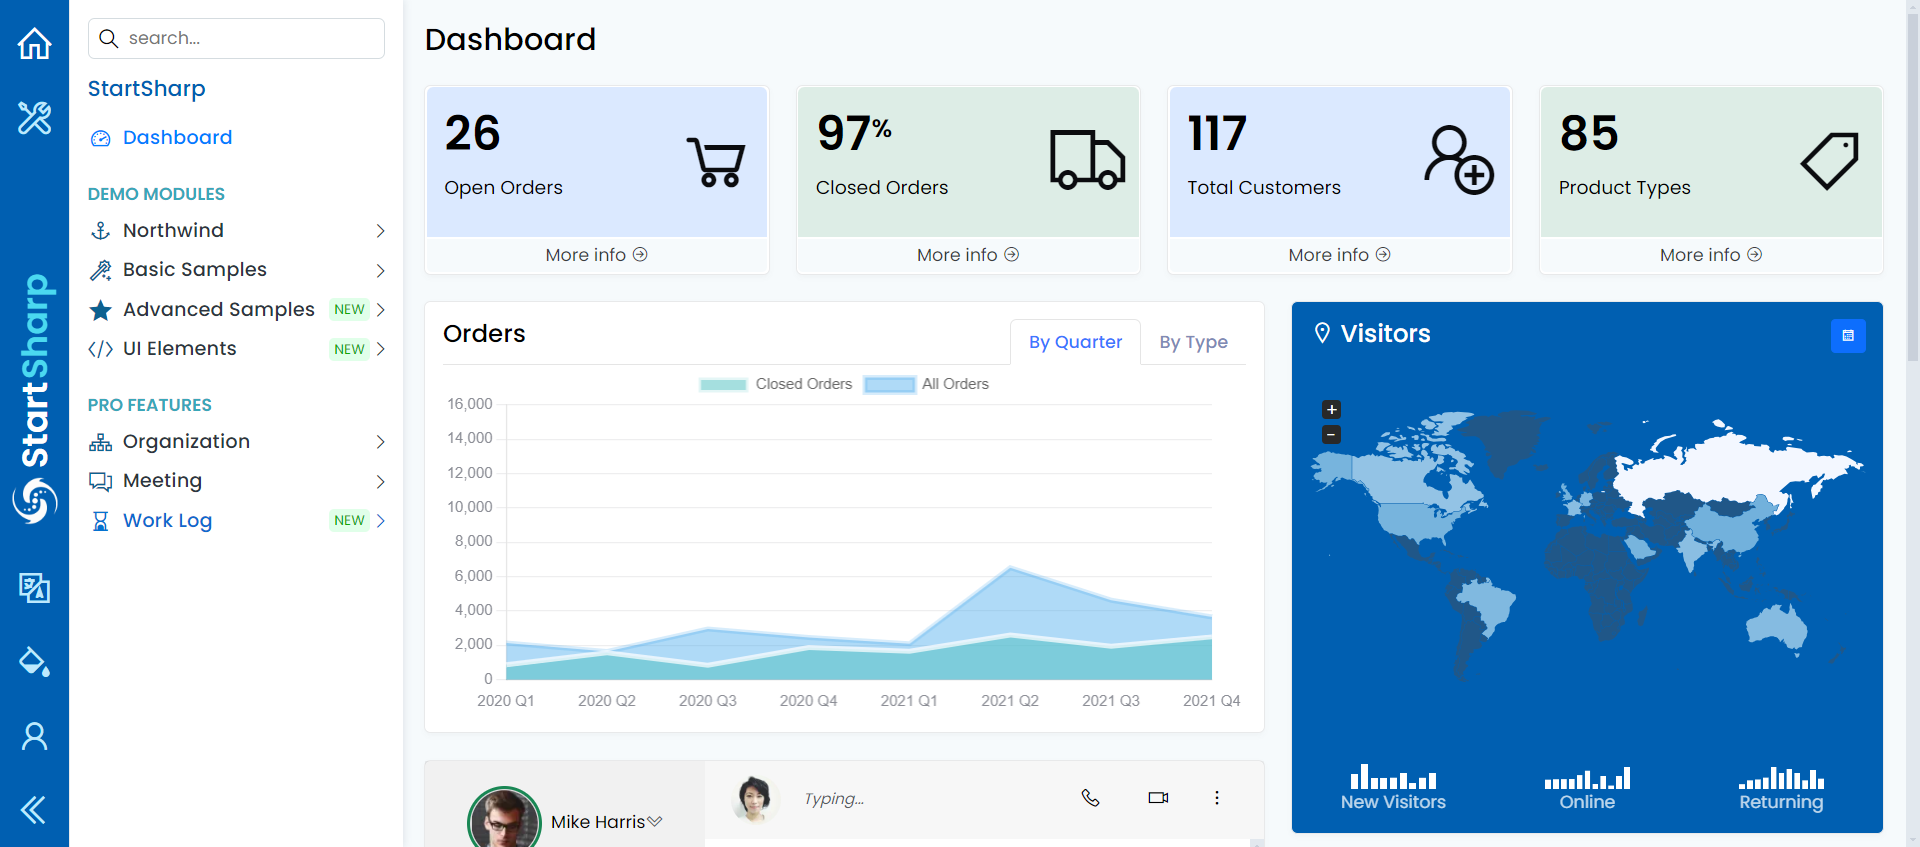 search...
StartSharp
Dashboard
DEMO MODULES
Northwind
Basic Samples
Advanced Samples NEW
UI Elements NEW
PRO FEATURES
Organization
Meeting
Work Log NEW
StartSharp
Dashboard
26
Open Orders
More info
97%
Closed Orders
More info
117
Total Customers
More info
85
Product Types
More info
Orders
By Quarter By Type
Closed Orders All Orders
16,000
14,000
12,000
10,000
8,000
6,000
4,000
2,000
0
2020 Q1 2020 Q2 2020 Q3 2020 Q4 2021 Q1 2021 Q2 2021 Q3 2021 Q4
Visitors
+
−
New Visitors Online Returning
Mike Harris
Typing...